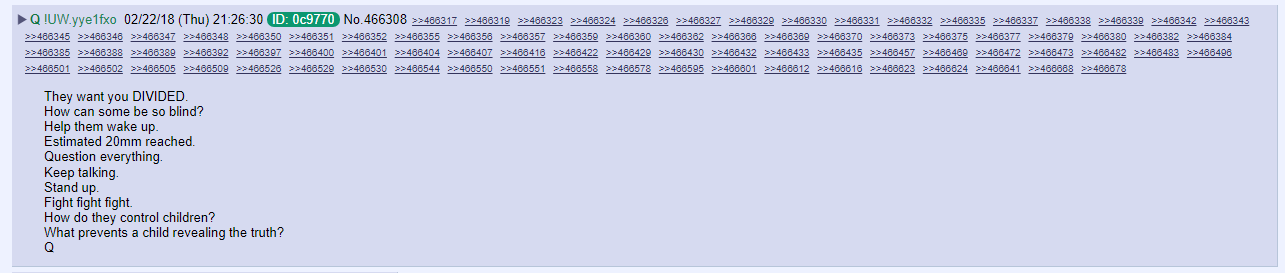 ▶Q !UW.yye1fxo 02/22/18 (Thu) 21:26:30 ID: 0c9770 No.466308 >>466317 >>466319 >>466323 >>466324 >>466326 >>466327 >>466329 >>466330 >>466331 >>466332 >>466335 >>466337 >>466338 >>466339 >>466342 >>466343
>>466345 >>466346 >>466347 >>466348 >>466350 >>466351 >>466352 >>466355 >>466356 >>466357 >>466359 >>466360 >>466362 >>466366 >>466369 >>466370 >>466373 >>466375 >>466377 >>466379 >>466380 >>466382 >>466384
>>466385 >>466388 >>466389 >>466392 >>466397 >>466400 >>466401 >>466404 >>466407 >>466416 >>466422 >>466429 >>466430 >>466432 >>466433 >>466435 >>466457 >>466469 >>466472 >>466473 >>466482 >>466483 >>466496
>>466501 >>466502 >>466505 >>466509 >>466526 >>466529 >>466530 >>466544 >>466550 >>466551 >>466558 >>466578 >>466595 >>466601 >>466612 >>466616 >>466623 >>466624 >>466641 >>466668 >>466678
They want you DIVIDED.
How can some be so blind?
Help them wake up.
Estimated 20mm reached.
Question everything.
Keep talking.
Stand up.
Fight fight fight.
How do they control children?
What prevents a child revealing the truth?
Q